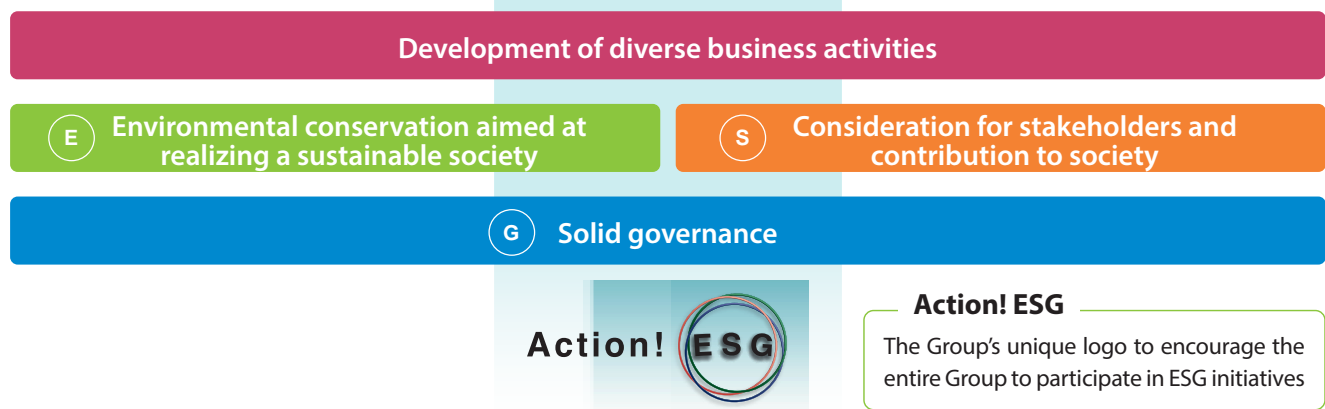 Development of diverse business activities
E
Environmental conservation aimed at
realizing a sustainable society
S
Consideration for stakeholders and
contribution to society
G
Solid governance
Action! ESG
Action! ESG
The Group’s unique logo to encourage the
entire Group to participate in ESG initiatives